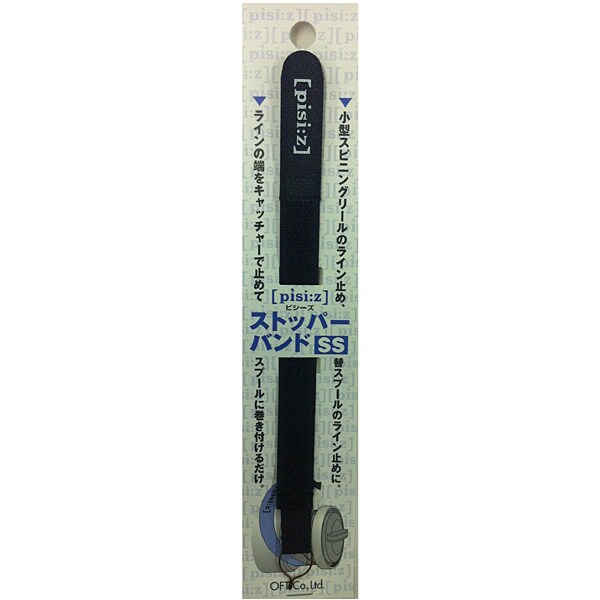 [pisi:z]
▼小型スピニングリールのライン止め、
替スプールのライン止めに。
▼ラインの端をキャッチャーで止めて
スプールに巻き付けるだけ。
[pisi:z]
ピシーズ
ストッパー
バンド SS
OFT Co., Ltd.